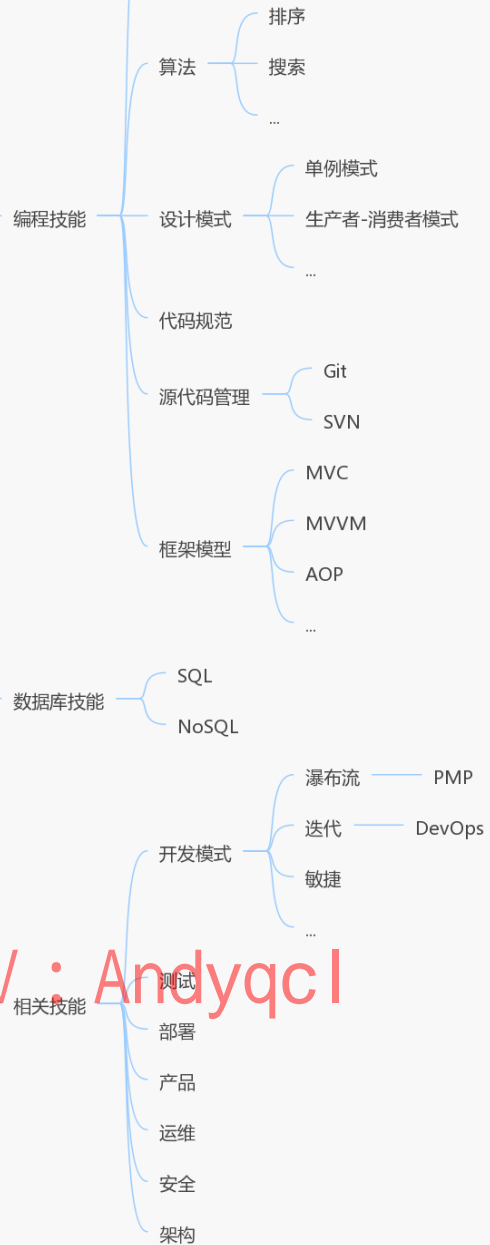 排序
算法
搜索
...
单例模式
编程技能
设计模式
生产者-消费者模式
...
代码规范
Git
源代码管理
SVN
MVC
MVVM
框架模型
AOP
...
SQL
数据库技能
NoSQL
瀑布流
PMP
迭代
DevOps
开发模式
敏捷
...
: Andyqcl
测试
相关技能
部署
产品
运维
安全
架构